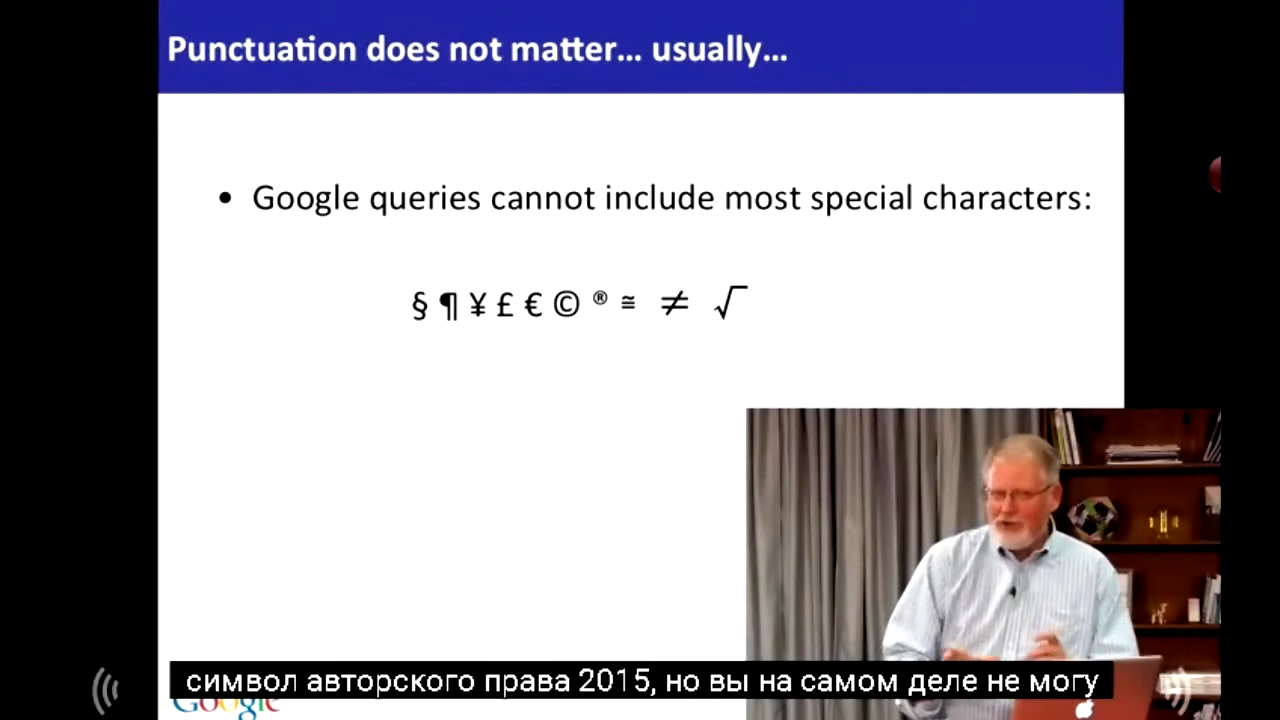 Punctuation does not matter... usually...
• Google queries cannot include most special characters:
§ ¶ ¥ £ € © ® ≅ ≠ √
символ авторского права 2015, но вы на самом деле не могу
Google